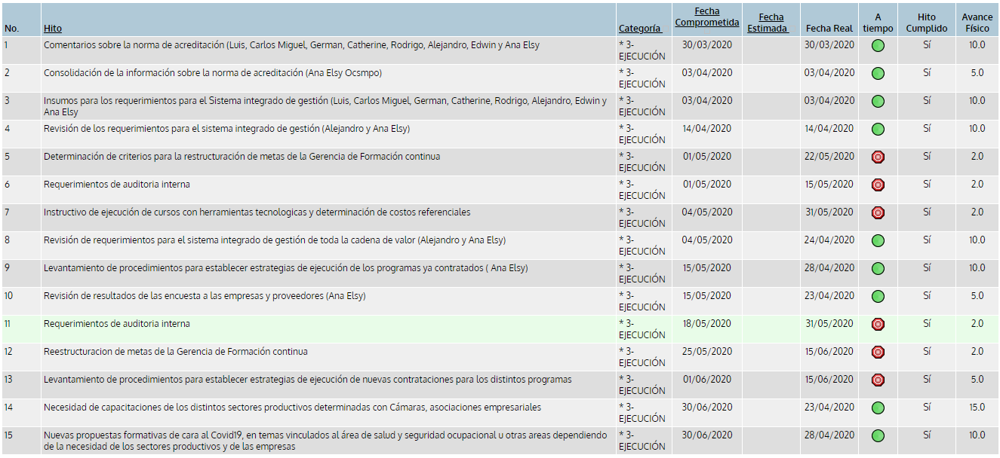 No. Hito Categoría Fecha Comprometida Fecha Estimada Fecha Real A tiempo Hito Cumplido Avance Físico
1 Comentarios sobre la norma de acreditación (Luis, Carlos Miguel, German, Catherine, Rodrigo, Alejandro, Edwin y Ana Elsy * 3- 30/03/2020 30/03/2020 Sí 10.0
EJECUCIÓN
2 Consolidación de la información sobre la norma de acreditación (Ana Elsy Ocsmpo) * 3- 03/04/2020 03/04/2020 Sí 5.0
EJECUCIÓN
3 Insumos para los requerimientos para el Sistema integrado de gestión (Luis, Carlos Miguel, German, Catherine, Rodrigo, Alejandro, Edwin y * 3- 03/04/2020 03/04/2020 Sí 10.0
Ana Elsy EJECUCIÓN
4 Revisión de los requerimientos para el sistema integrado de gestión (Alejandro y Ana Elsy) * 3- 14/04/2020 14/04/2020 Sí 10.0
EJECUCIÓN
5 Determinación de criterios para la restructuración de metas de la Gerencia de Formación continua * 3- 01/05/2020 22/05/2020 Sí 2.0
EJECUCIÓN
6 Requerimientos de auditoria interna * 3- 01/05/2020 15/05/2020 Sí 2.0
EJECUCIÓN
7 Instructivo de ejecución de cursos con herramientas tecnologicas y determinación de costos referenciales * 3- 04/05/2020 31/05/2020 Sí 2.0
EJECUCIÓN
8 Revisión de requerimientos para el sistema integrado de gestión de toda la cadena de valor (Alejandro y Ana Elsy) * 3- 04/05/2020 24/04/2020 Sí 10.0
EJECUCIÓN
9 Levantamiento de procedimientos para establecer estrategias de ejecución de los programas ya contratados ( Ana Elsy) * 3- 15/05/2020 28/04/2020 Sí 10.0
EJECUCIÓN
10 Revisión de resultados de las encuesta a las empresas y proveedores (Ana Elsy) * 3- 15/05/2020 23/04/2020 Sí 5.0
EJECUCIÓN
11 Requerimientos de auditoria interna * 3- 18/05/2020 31/05/2020 Sí 2.0
EJECUCIÓN
12 Reestructuracion de metas de la Gerencia de Formación continua * 3- 25/05/2020 15/06/2020 Sí 2.0
EJECUCIÓN
13 Levantamiento de procedimientos para establecer estrategias de ejecución de nuevas contrataciones para los distintos programas * 3- 01/06/2020 15/06/2020 Sí 5.0
EJECUCIÓN
14 Necesidad de capacitaciones de los distintos sectores productivos determinadas con Cámaras, asociaciones empresariales * 3- 30/06/2020 23/04/2020 Sí 15.0
EJECUCIÓN
15 Nuevas propuestas formativas de cara al Covid19, en temas vinculados al área de salud y seguridad ocupacional u otras areas dependiendo * 3- 30/06/2020 28/04/2020 Sí 10.0
de la necesidad de los sectores productivos y de las empresas EJECUCIÓN